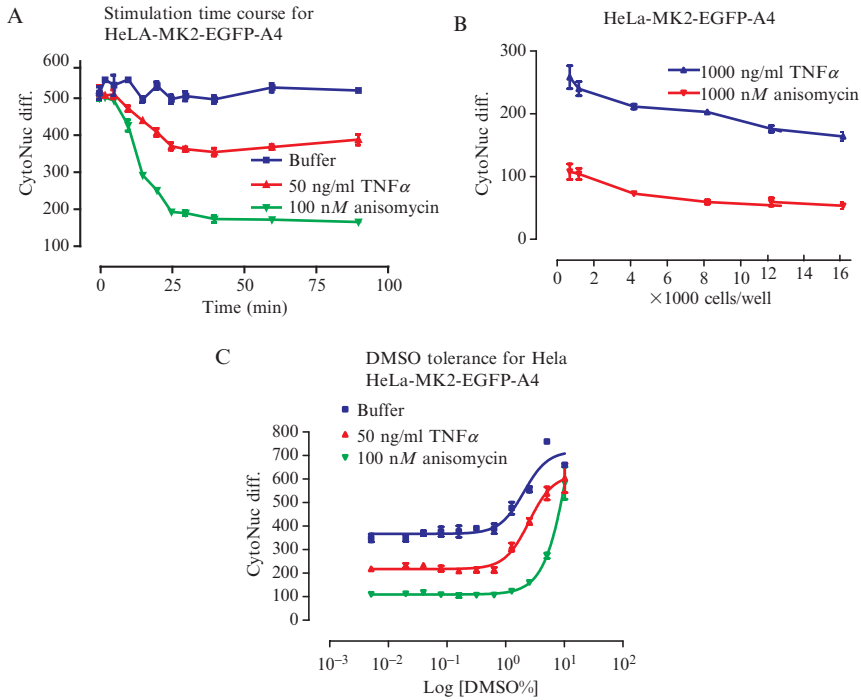 A
Stimulation time course for
HeLA-MK2-EGFP-A4
600
500
400
300
200
100
CytoNuc diff.
Buffer
50 ng/ml TNFα
100 nM anisomycin
0
25
50
75
100
Time (min)
B
HeLa-MK2-EGFP-A4
300
200
100
0
CytoNuc diff.
1000 ng/ml TNFα
1000 nM anisomycin
0 2 4 6 8 10 12 14 16
×1000 cells/well
C
DMSO tolerance for Hela
HeLa-MK2-EGFP-A4
Buffer
50 ng/ml TNFα
100 nM anisomycin
800
700
600
500
400
300
200
100
0
CytoNuc diff.
10⁻³ 10⁻² 10⁻¹ 10⁰ 10¹ 10²
Log [DMSO%]